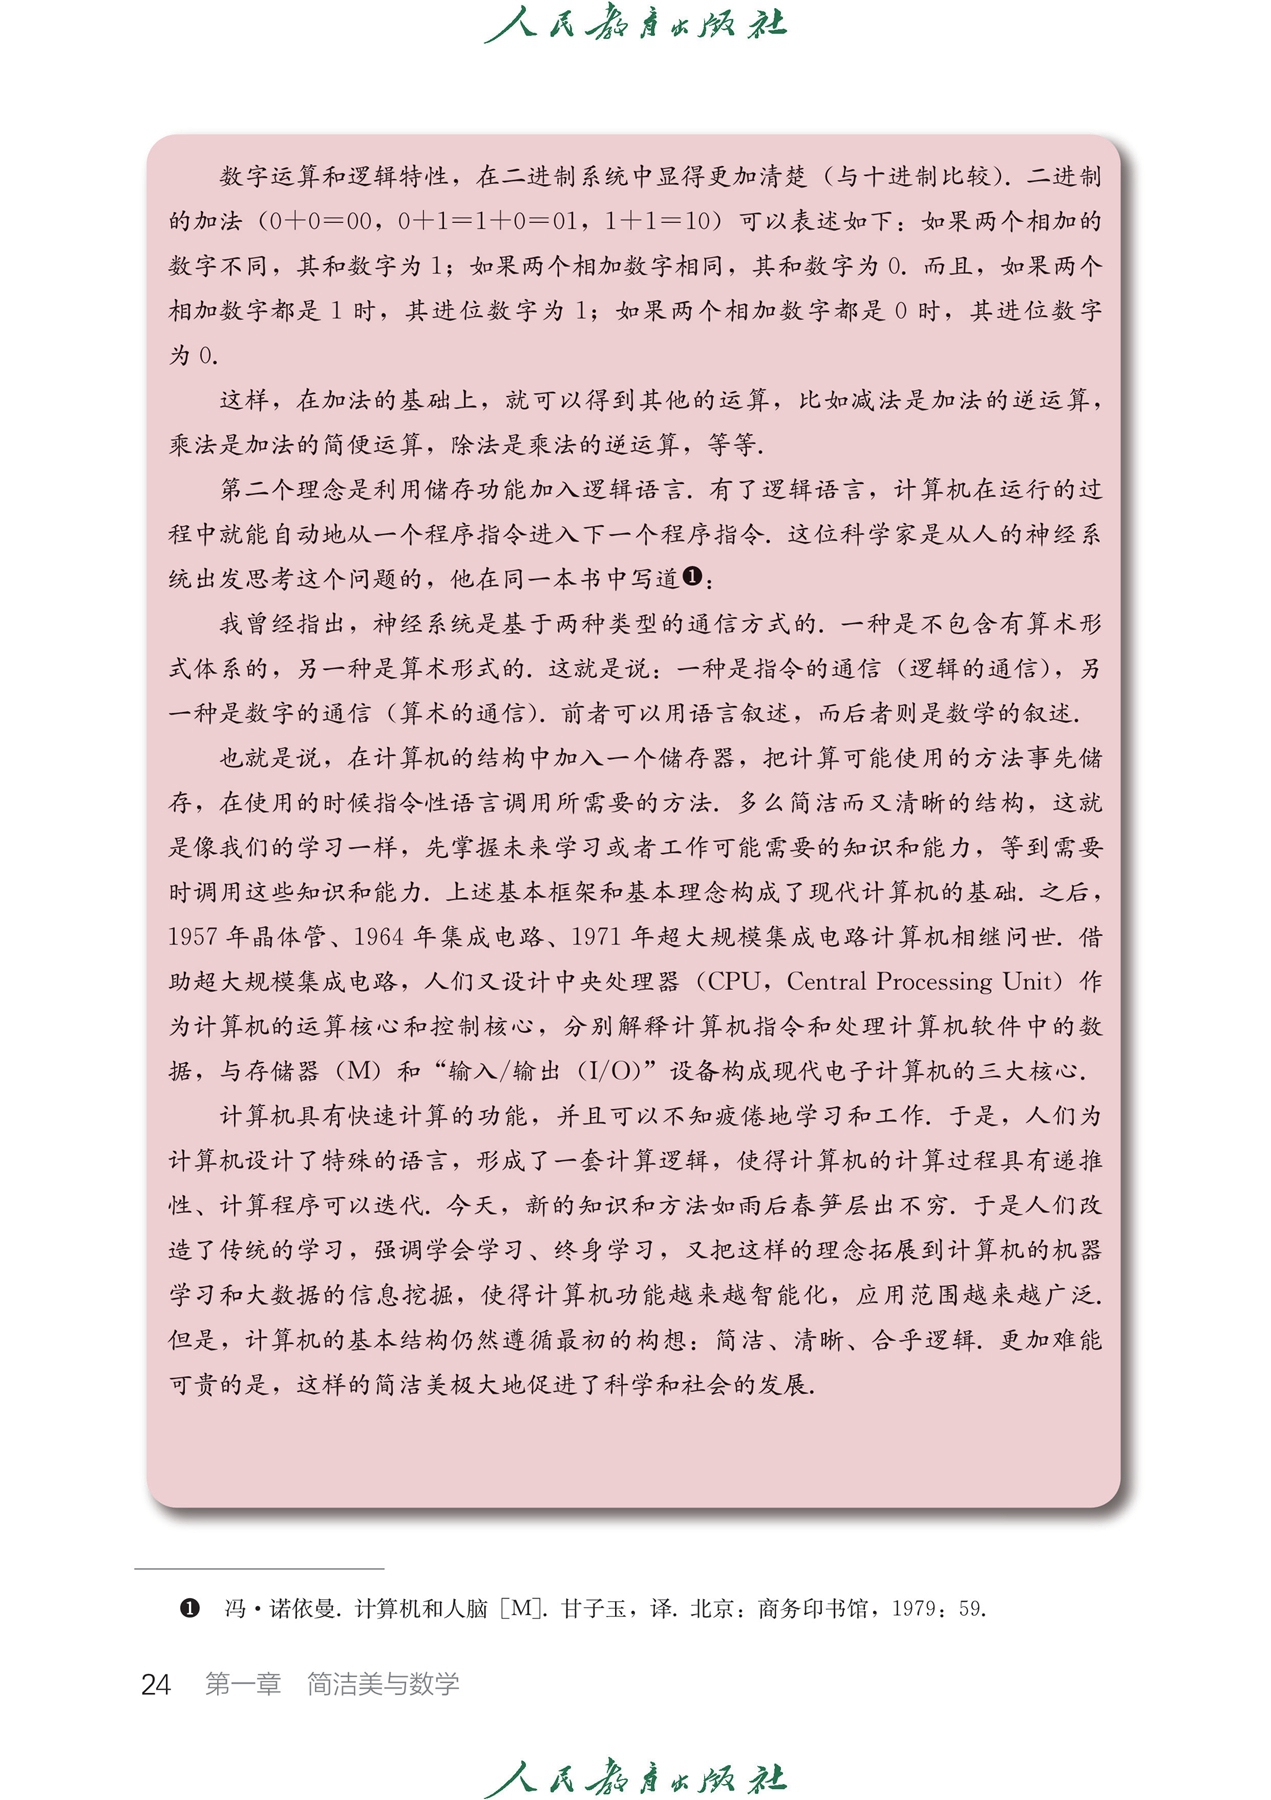 人民教育出版社
数字运算和逻辑特性，在二进制系统中显得更加清楚（与十进制比较）. 二进制
的加法（0＋0＝00，0＋1＝1＋0＝01，1＋1＝10）可以表述如下：如果两个相加的
数字不同，其和数字为 1；如果两个相加数字相同，其和数字为 0. 而且，如果两个
相加数字都是 1 时，其进位数字为 1；如果两个相加数字都是 0 时，其进位数字
为 0.
这样，在加法的基础上，就可以得到其他的运算，比如减法是加法的逆运算，
乘法是加法的简便运算，除法是乘法的逆运算，等等.
第二个理念是利用储存功能加入逻辑语言. 有了逻辑语言，计算机在运行的过
程中就能自动地从一个程序指令进入下一个程序指令. 这位科学家是从人的神经系
统出发思考这个问题的，他在同一本书中写道❶：
我曾经指出，神经系统是基于两种类型的通信方式的. 一种是不包含有算术形
式体系的，另一种是算术形式的. 这就是说：一种是指令的通信（逻辑的通信），另
一种是数字的通信（算术的通信）. 前者可以用语言叙述，而后者则是数学的叙述.
也就是说，在计算机的结构中加入一个储存器，把计算可能使用的方法事先储
存，在使用的时候指令性语言调用所需要的方法. 多么简洁而又清晰的结构，这就
是像我们的学习一样，先掌握未来学习或者工作可能需要的知识和能力，等到需要
时调用这些知识和能力. 上述基本框架和基本理念构成了现代计算机的基础. 之后，
1957 年晶体管、1964 年集成电路、1971 年超大规模集成电路计算机相继问世. 借
助超大规模集成电路，人们又设计中央处理器（CPU，Central Processing Unit）作
为计算机的运算核心和控制核心，分别解释计算机指令和处理计算机软件中的数
据，与存储器（M）和“输入/输出（I/O）”设备构成现代电子计算机的三大核心.
计算机具有快速计算的功能，并且可以不知疲倦地学习和工作. 于是，人们为
计算机设计了特殊的语言，形成了一套计算逻辑，使得计算机的计算过程具有递推
性、计算程序可以迭代. 今天，新的知识和方法如雨后春笋层出不穷. 于是人们改
造了传统的学习，强调学会学习、终身学习，又把这样的理念拓展到计算机的机器
学习和大数据的信息挖掘，使得计算机功能越来越智能化，应用范围越来越广泛.
但是，计算机的基本结构仍然遵循最初的构想：简洁、清晰、合乎逻辑. 更加难能
可贵的是，这样的简洁美极大地促进了科学和社会的发展.
❶ 冯·诺依曼. 计算机和人脑［M］. 甘子玉，译. 北京：商务印书馆，1979：59.
24 第一章 简洁美与数学
人民教育出版社